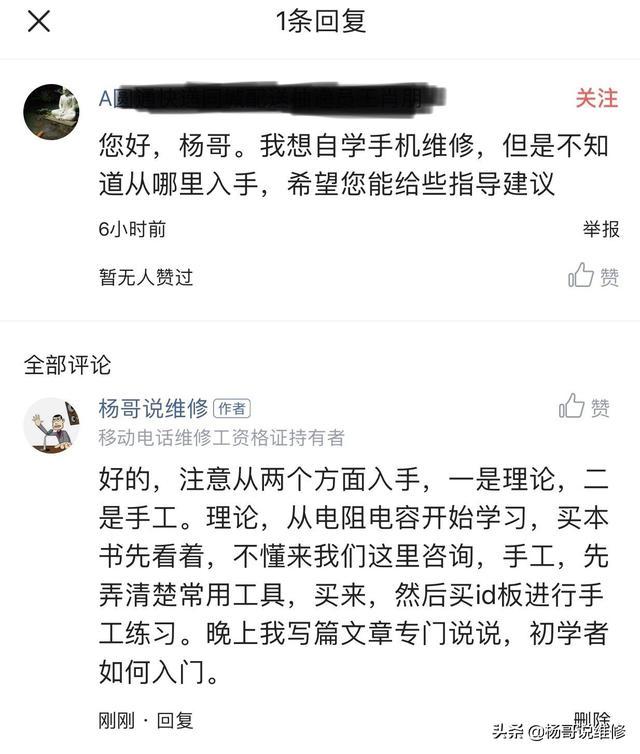 1条回复
关注
您好，杨哥。我想自学手机维修，但是不知
道从哪里入手，希望您能给些指导建议
6小时前
举报
暂无人赞过
赞
全部评论
杨哥说维修 作者
赞
移动电话维修工资格证持有者
好的，注意从两个方面入手，一是理论，二
是手工。理论，从电阻电容开始学习，买本
书先看着，不懂来我们这里咨询，手工，先
弄清楚常用工具，买来，然后买id板进行手
工练习。晚上我写篇文章专门说说，初学者
如何入门。
刚刚 · 回复
删除
头条 @杨哥说维修